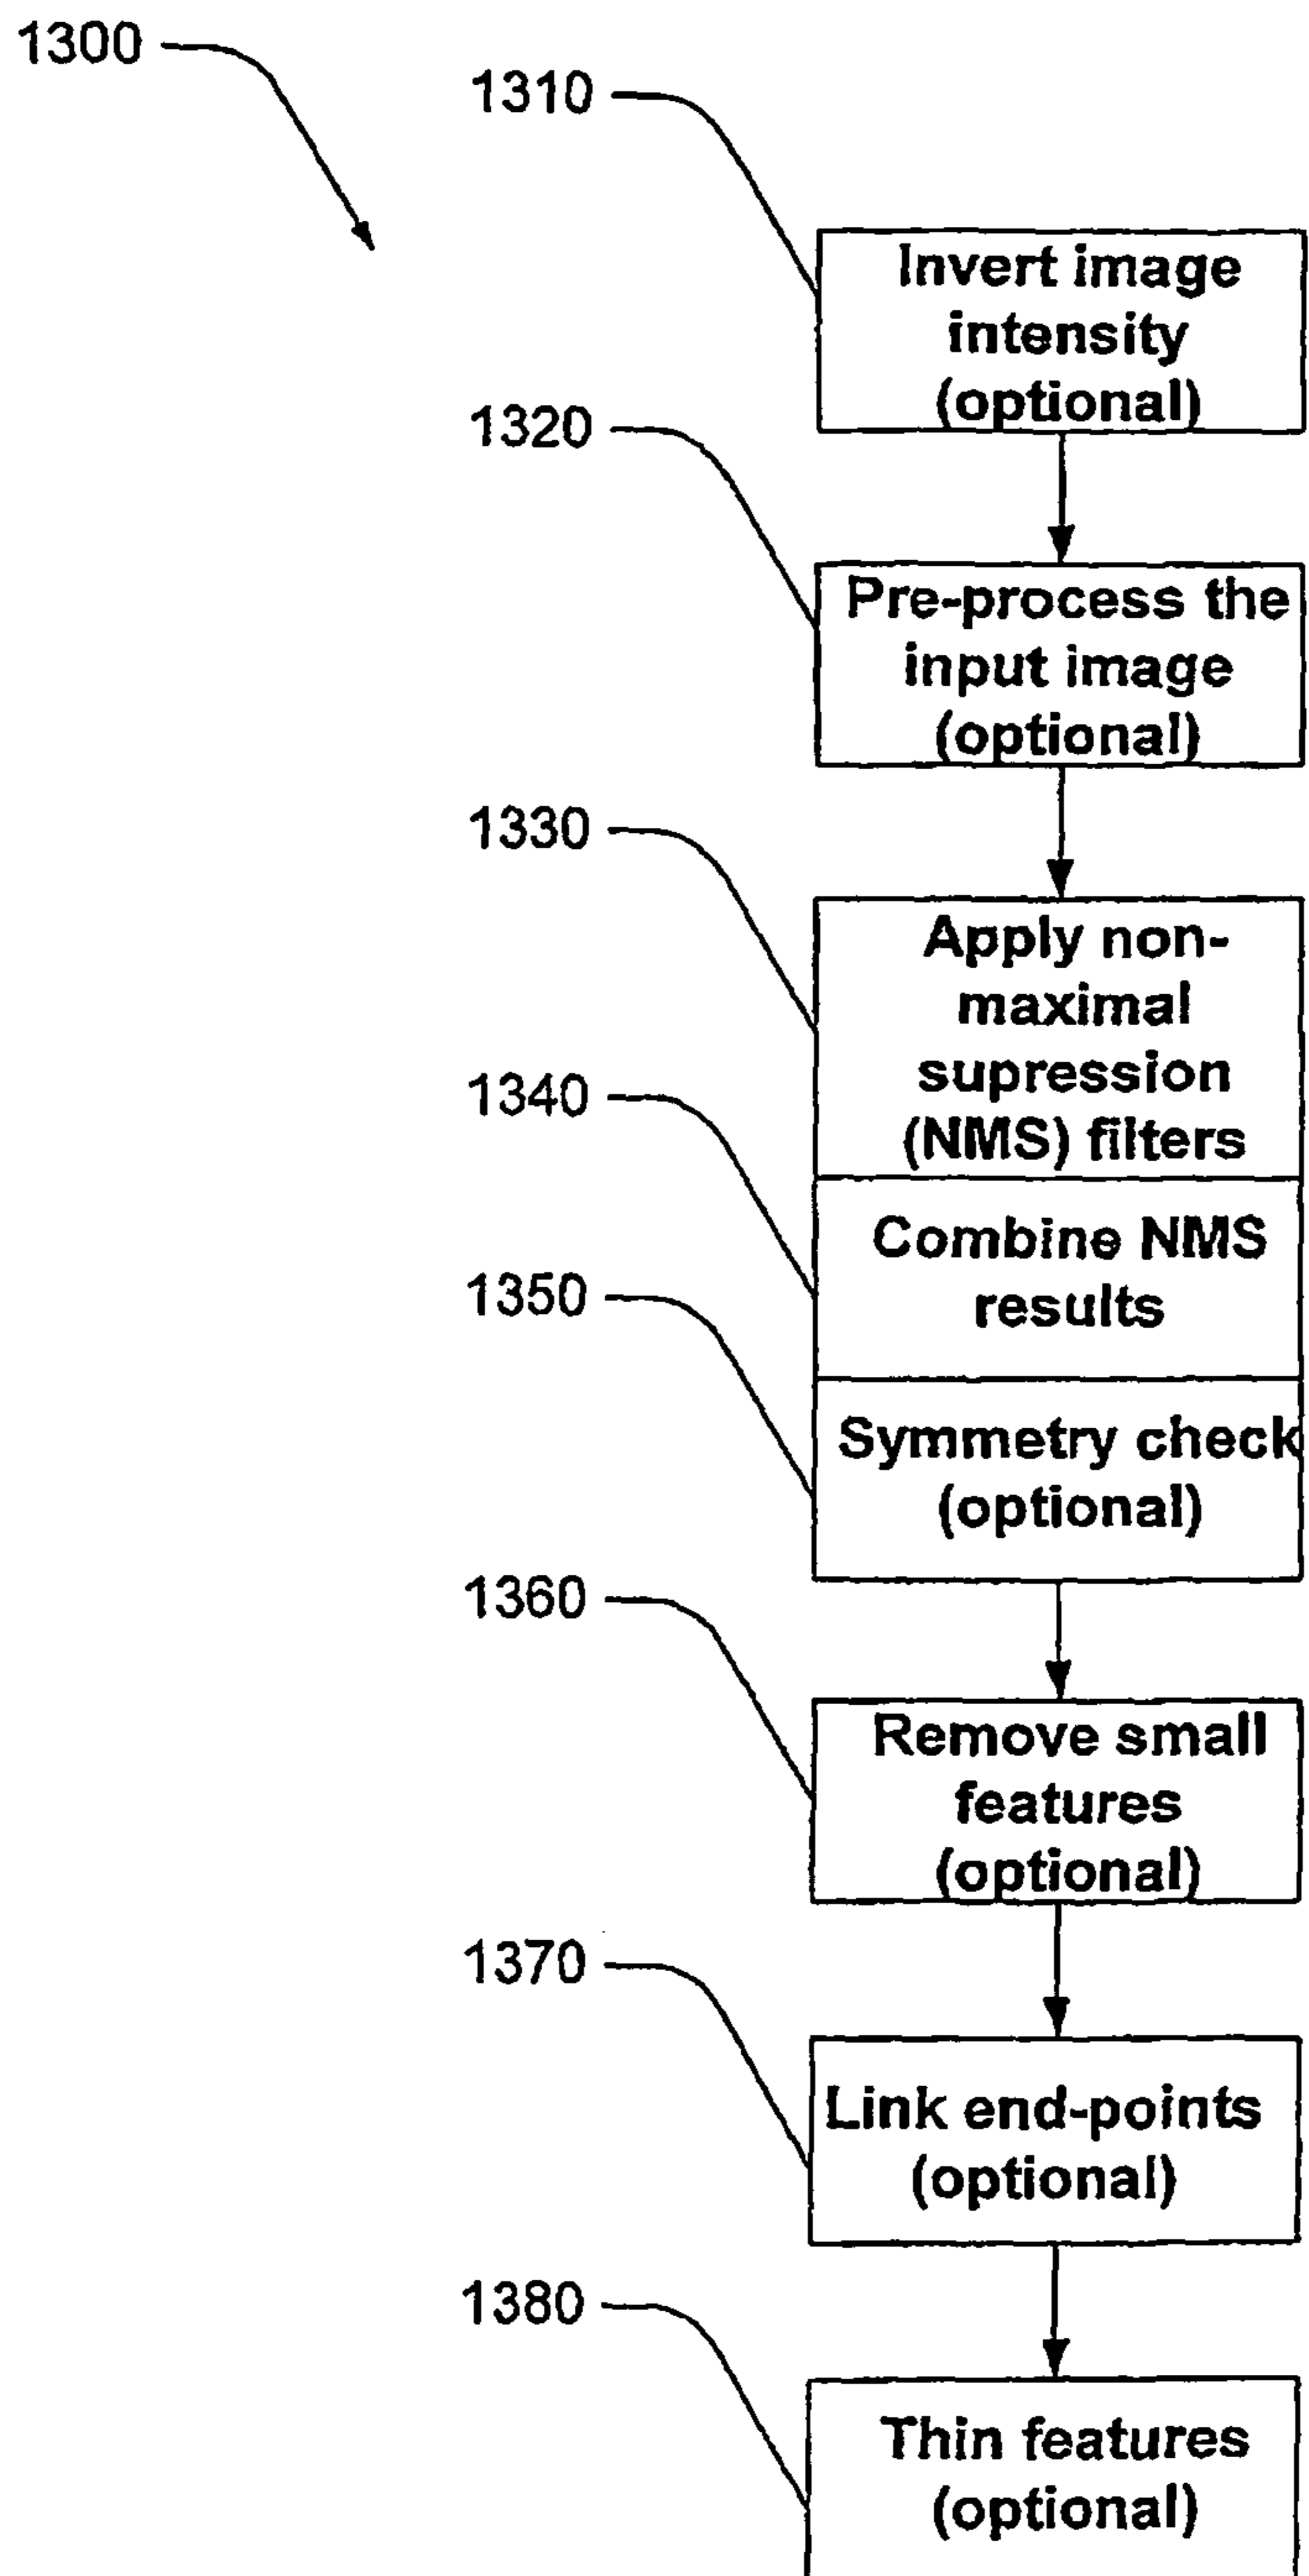 1300
1310
Invert image
intensity
(optional)
1320
Pre-process the
input image
(optional)
1330
Apply non-
maximal
supression
(NMS) filters
1340
Combine NMS
results
1350
Symmetry check
(optional)
1360
Remove small
features
(optional)
1370
Link end-points
(optional)
1380
Thin features
(optional)